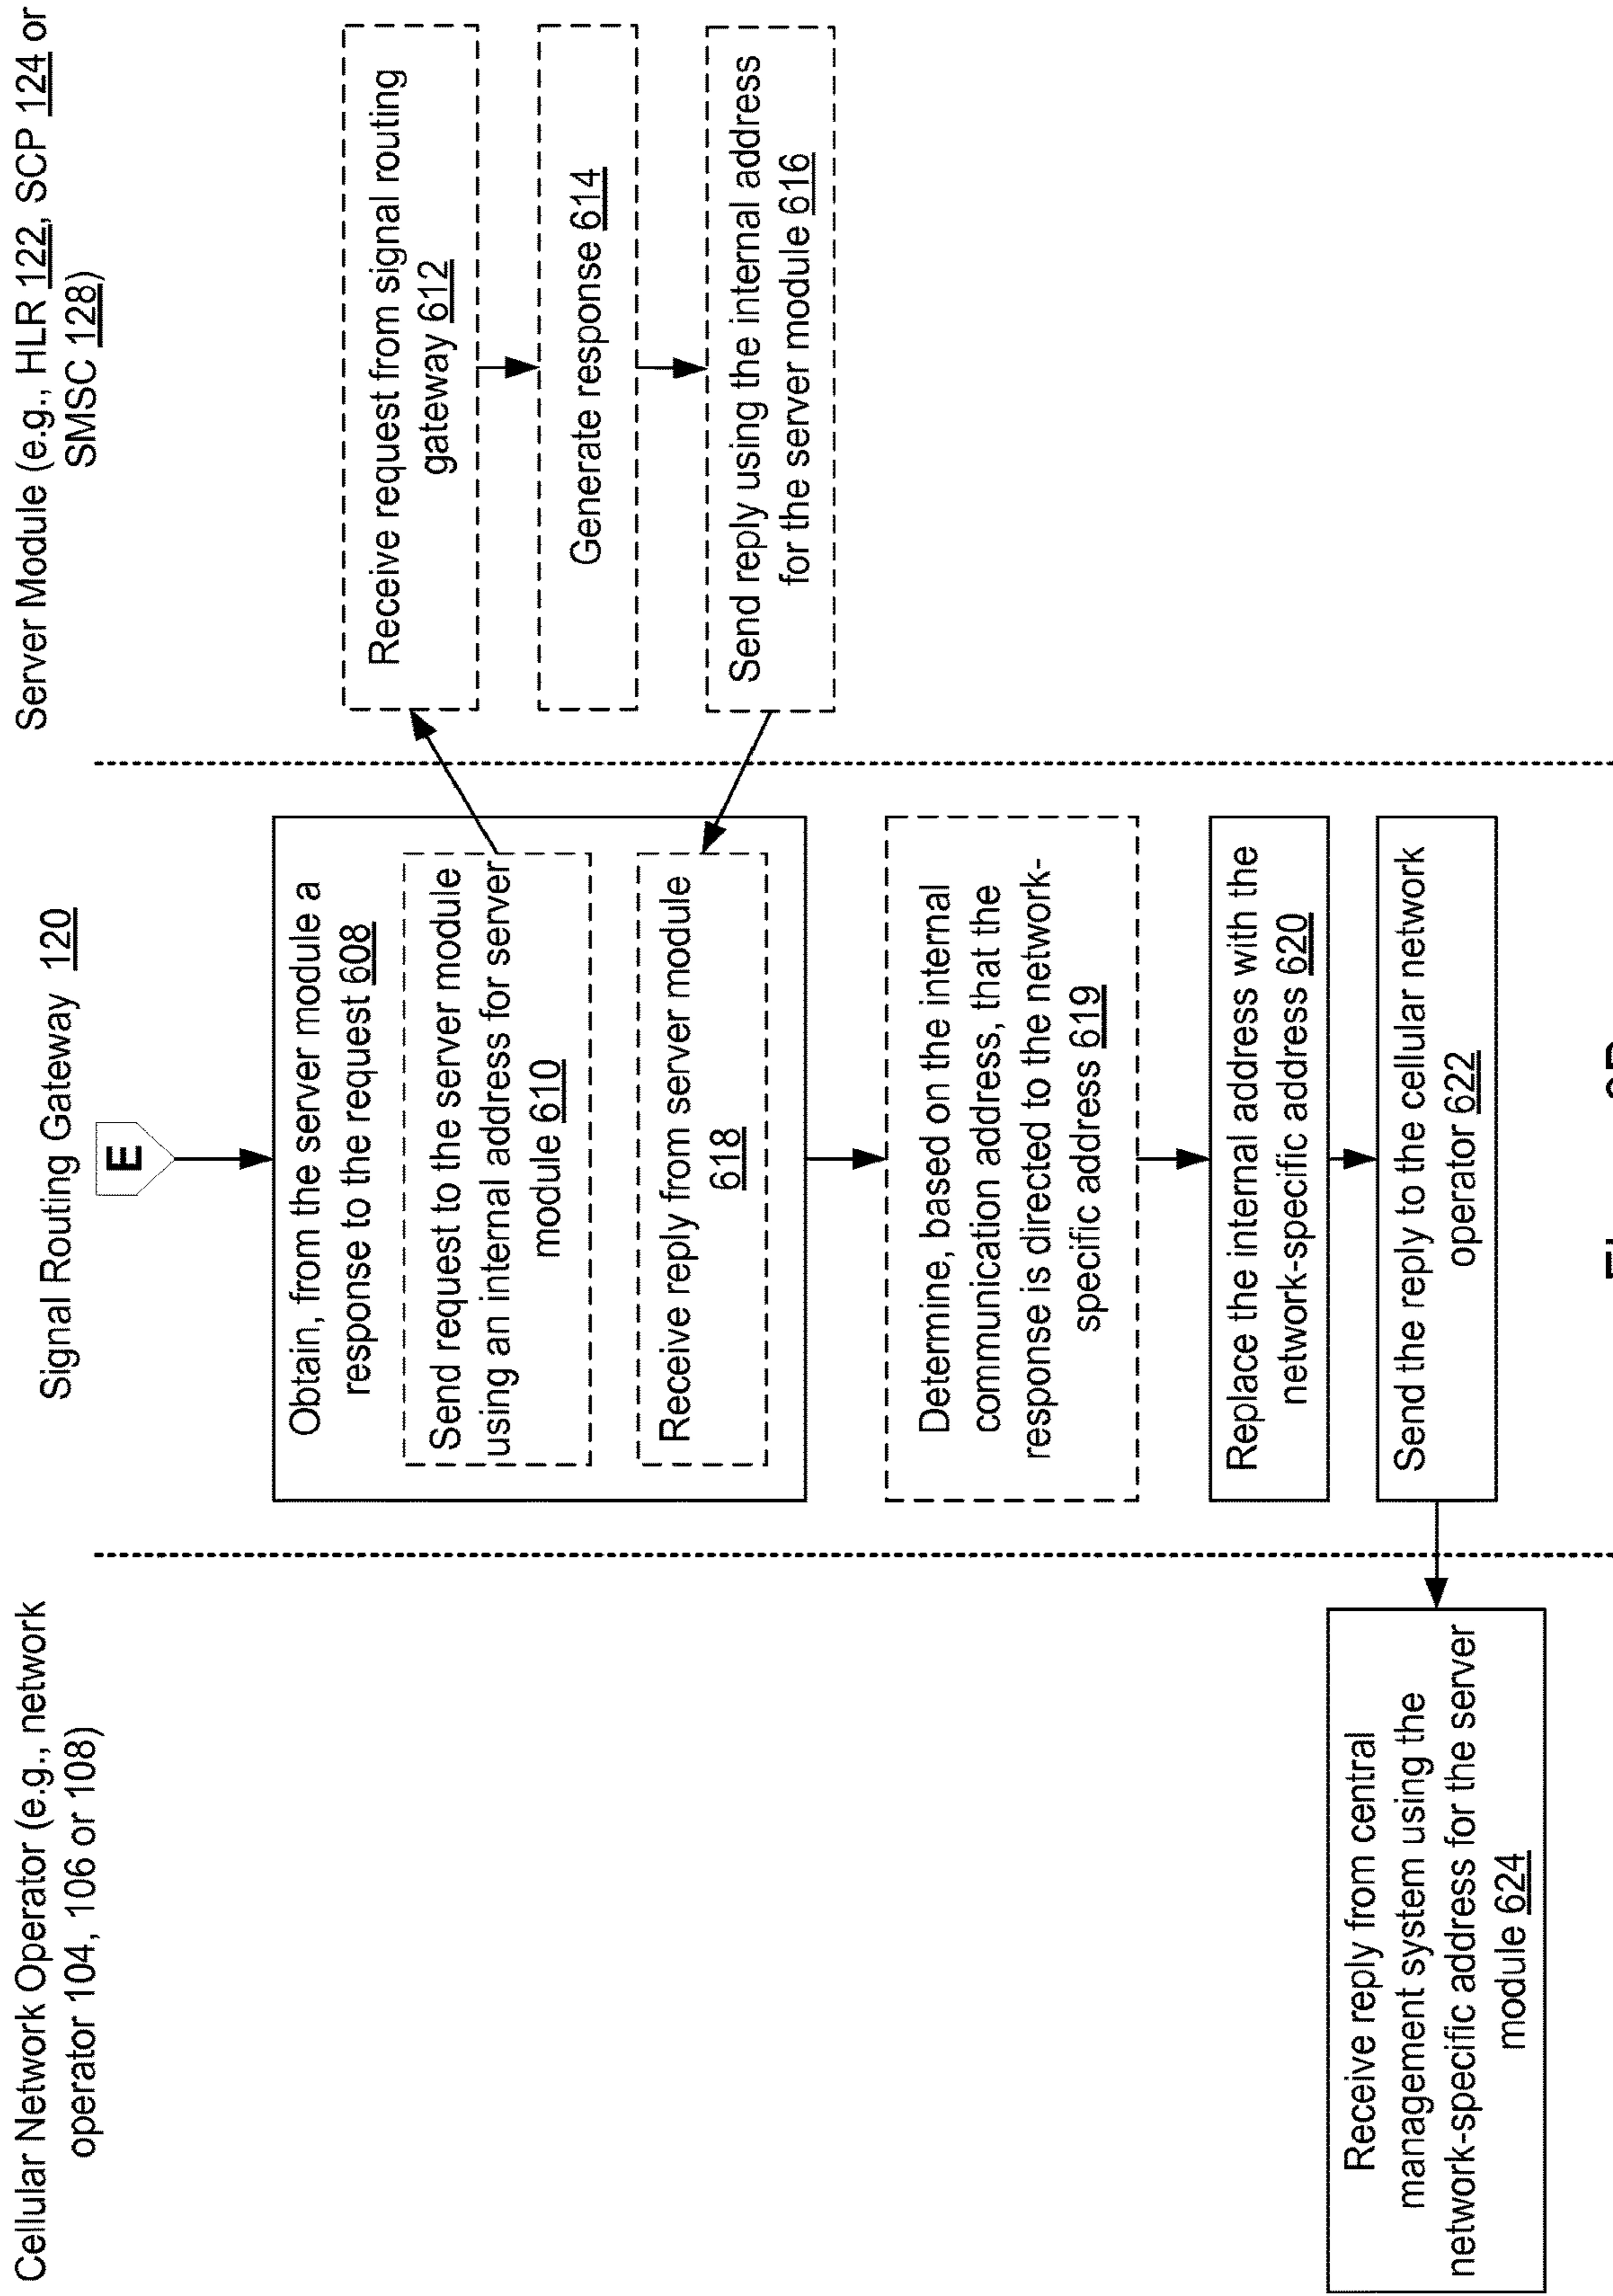 Cellular Network Operator (e.g., network
operator 104, 106 or 108)
Signal Routing Gateway 120
Server Module (e.g., HLR 122, SCP 124 or
SMSC 128)
E
Obtain, from the server module a
response to the request 608
Send request to the server module
using an internal address for server
module 610
Receive request from signal routing
gateway 612
Generate response 614
Send reply using the internal address
for the server module 616
Receive reply from server module
618
Determine, based on the internal
communication address, that the
response is directed to the network-
specific address 619
Replace the internal address with the
network-specific address 620
Send the reply to the cellular network
operator 622
Receive reply from central
management system using the
network-specific address for the server
module 624